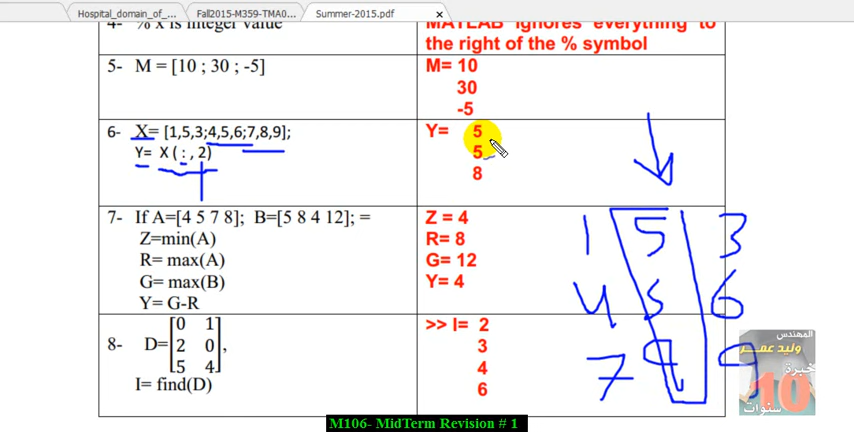 Hospital_domain_of_...
Fall2015-M359-TMA0...
Summer-2015.pdf
4- % x is integer value
MATLAB ignores everything to
the right of the % symbol
5- M = [10 ; 30 ; -5]
M= 10
30
-5
6- X= [1,5,3;4,5,6;7,8,9];
Y= X ( : , 2)
Y= 5
5
8
7- If A=[4 5 7 8]; B=[5 8 4 12]; =
Z=min(A)
R= max(A)
G= max(B)
Y= G-R
Z = 4
R= 8
G= 12
Y= 4
8- D=
0 1
2 0
5 4
,
I= find(D)
>> I= 2
3
4
6
1 5 3
4 5 6
7 9
المهندس
وليد عمر
خبرة
10
سنوات
M106- MidTerm Revision # 1